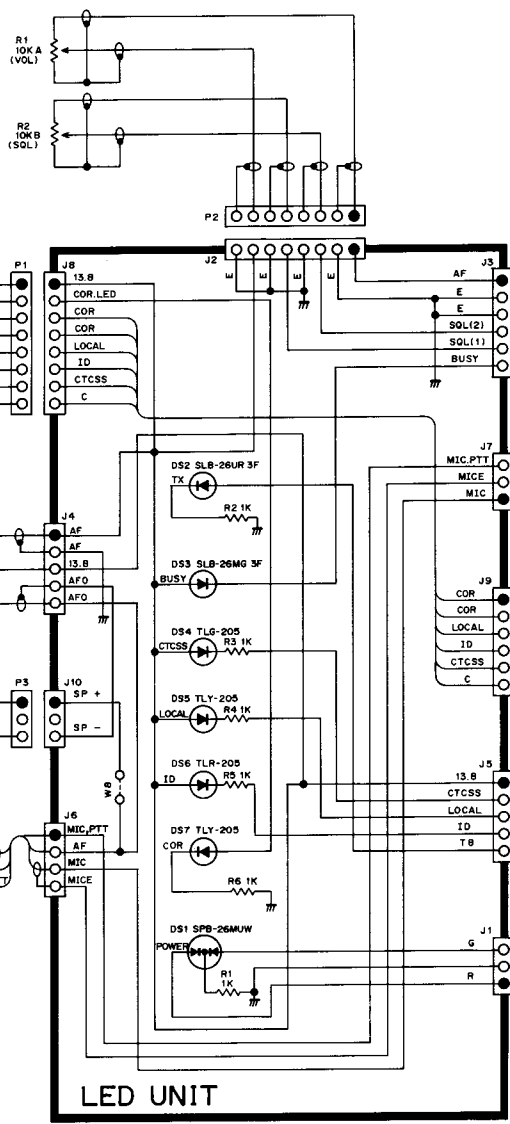 R1
10KA
(VOL)
R2
10KB
(SQL)
P2
J2
E
E
E
E
P1
J8
13.8
COR.LED
COR
COR
LOCAL
ID
CTCSS
C
J3
AF
E
E
SQL(2)
SQL(1)
BUSY
J7
MIC.PTT
MICE
MIC
DS2 SLB-26UR 3F
TX
R2 1K
J4
AF
AF
13.8
AFO
AFO
DS3 SLB-26MG 3F
BUSY
J9
COR
COR
LOCAL
ID
CTCSS
C
DS4 TLG-205
CTCSS
R3 1K
P3
J10
SP +
SP -
DS5 TLY-205
LOCAL
R4 1K
W8
DS6 TLR-205
ID
R5 1K
J5
13.8
CTCSS
LOCAL
ID
T8
J6
MIC,PTT
AF
MIC
MICE
DS7 TLY-205
COR
R6 1K
DS1 SPB-26MUW
POWER
R1
1K
J1
G
R
LED UNIT